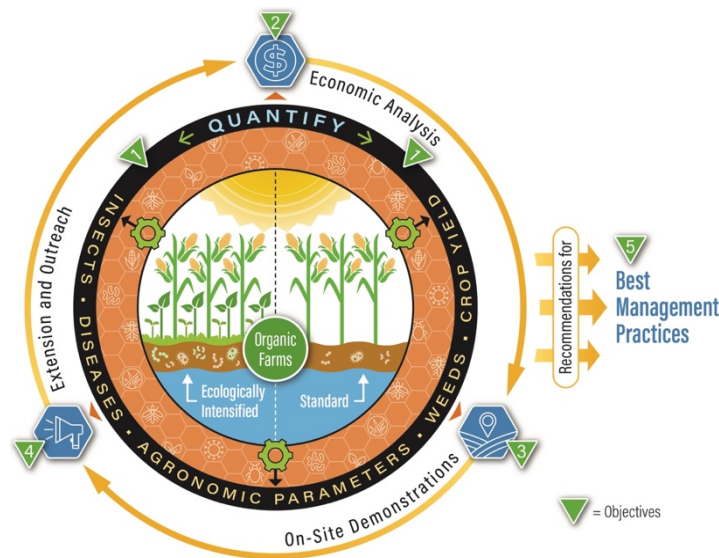 2
$
Economic Analysis
1 ← QUANTIFY → 1
INSECTS • DISEASES • AGRONOMIC PARAMETERS • WEEDS • CROP YIELD
Extension and Outreach
Organic
Farms
Ecologically
Intensified
Standard
Recommendations for
5
Best
Management
Practices
4
3
On-Site Demonstrations
= Objectives